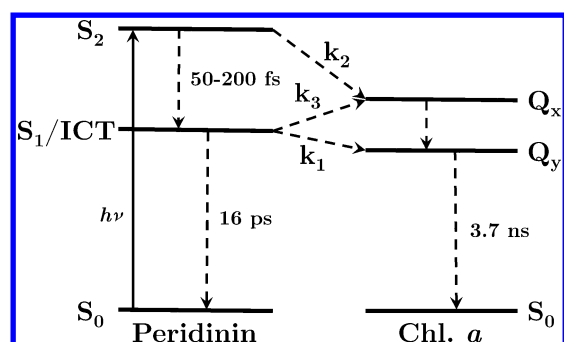 S₂
50-200 fs
k₂
k₃
Qₓ
S₁/ICT
k₁
Q_y
hν
16 ps
3.7 ns
S₀
S₀
Peridinin
Chl. a